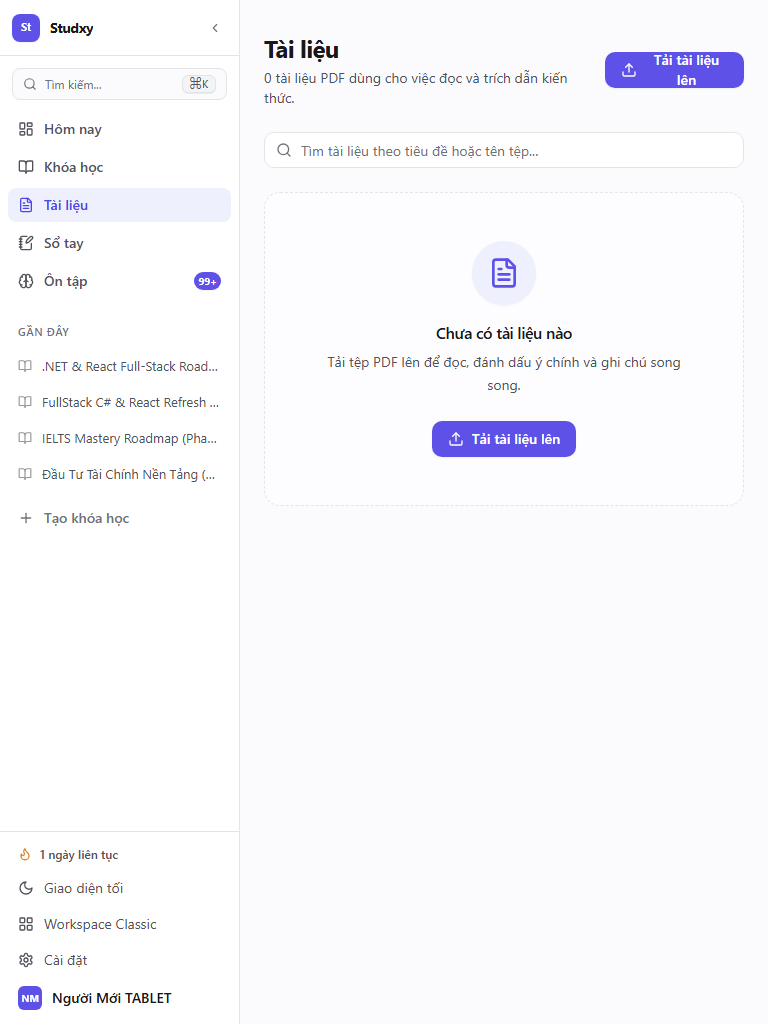 St Studxy
Tìm kiếm... ⌘K
Hôm nay
Khóa học
Tài liệu
Sổ tay
Ôn tập 99+
GẦN ĐÂY
.NET & React Full-Stack Road...
FullStack C# & React Refresh ...
IELTS Mastery Roadmap (Pha...
Đầu Tư Tài Chính Nền Tảng (...
Tạo khóa học
1 ngày liên tục
Giao diện tối
Workspace Classic
Cài đặt
NM Người Mới TABLET
Tài liệu
0 tài liệu PDF dùng cho việc đọc và trích dẫn kiến
thức.
Tải tài liệu
lên
Tìm tài liệu theo tiêu đề hoặc tên tệp...
Chưa có tài liệu nào
Tải tệp PDF lên để đọc, đánh dấu ý chính và ghi chú song
song.
Tải tài liệu lên